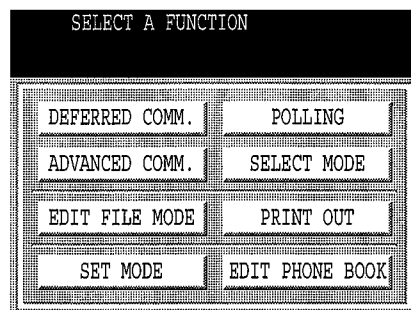 SELECT A FUNCTION
DEFERRED COMM. POLLING
ADVANCED COMM. SELECT MODE
EDIT FILE MODE PRINT OUT
SET MODE EDIT PHONE BOOK